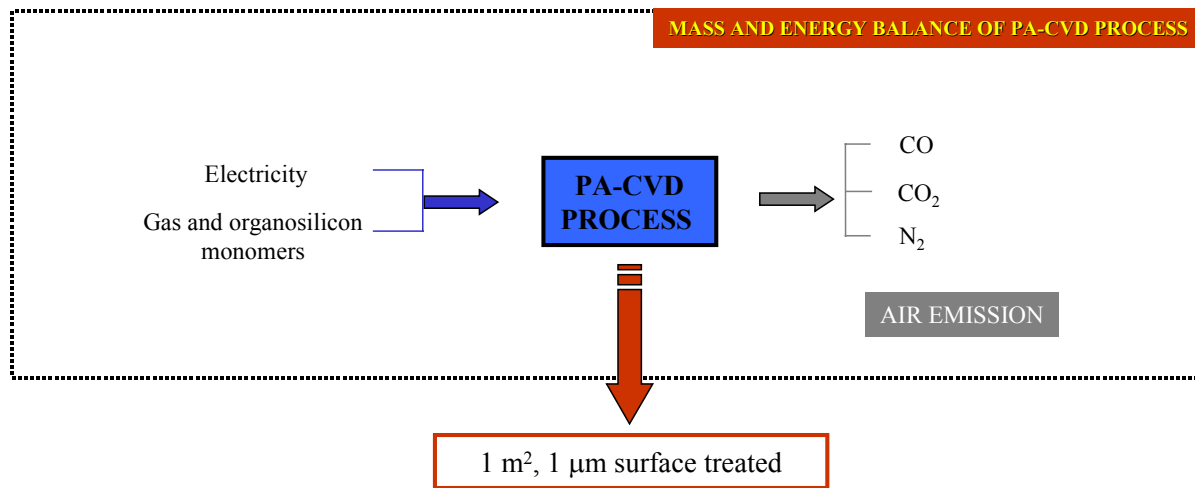 MASS AND ENERGY BALANCE OF PA-CVD PROCESS
Electricity
Gas and organosilicon
monomers
PA-CVD
PROCESS
CO
CO₂
N₂
AIR EMISSION
1 m², 1 μm surface treated